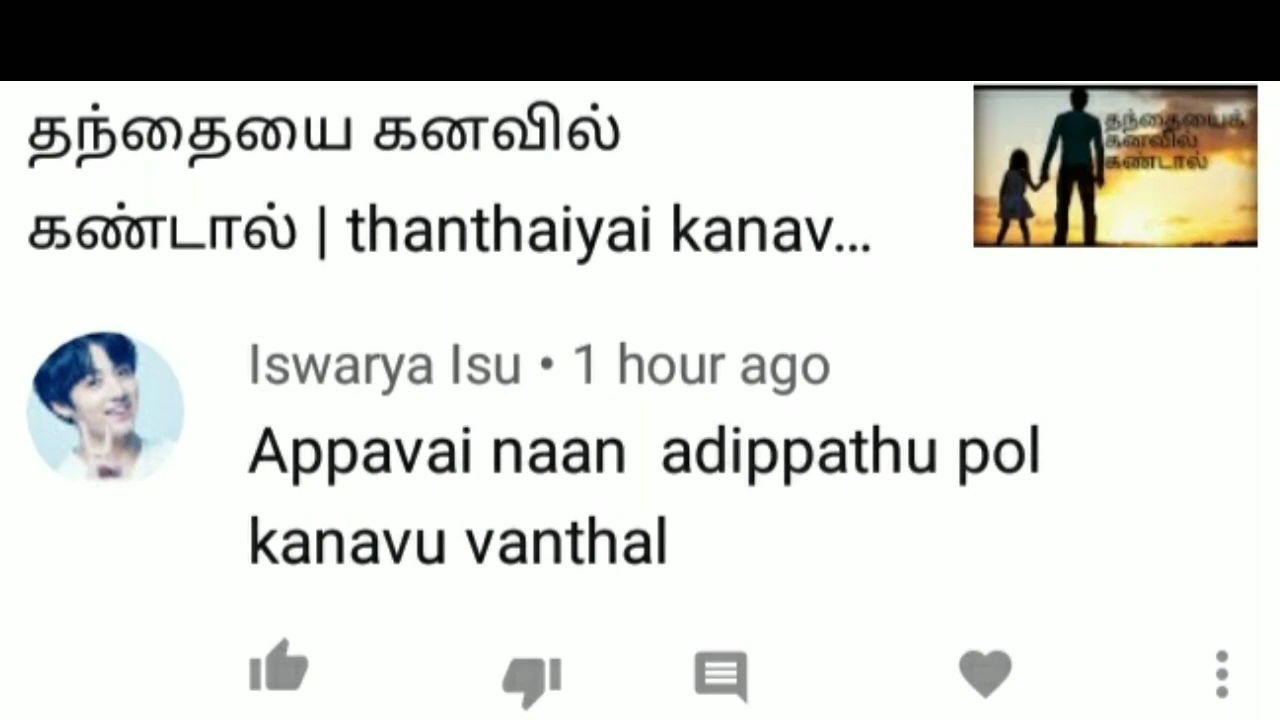 தந்தையை கனவில்
கண்டால் | thanthaiyai kanav...
தந்தையைக்
கனவில்
கண்டால்
Iswarya Isu • 1 hour ago
Appavai naan adippathu pol
kanavu vanthal